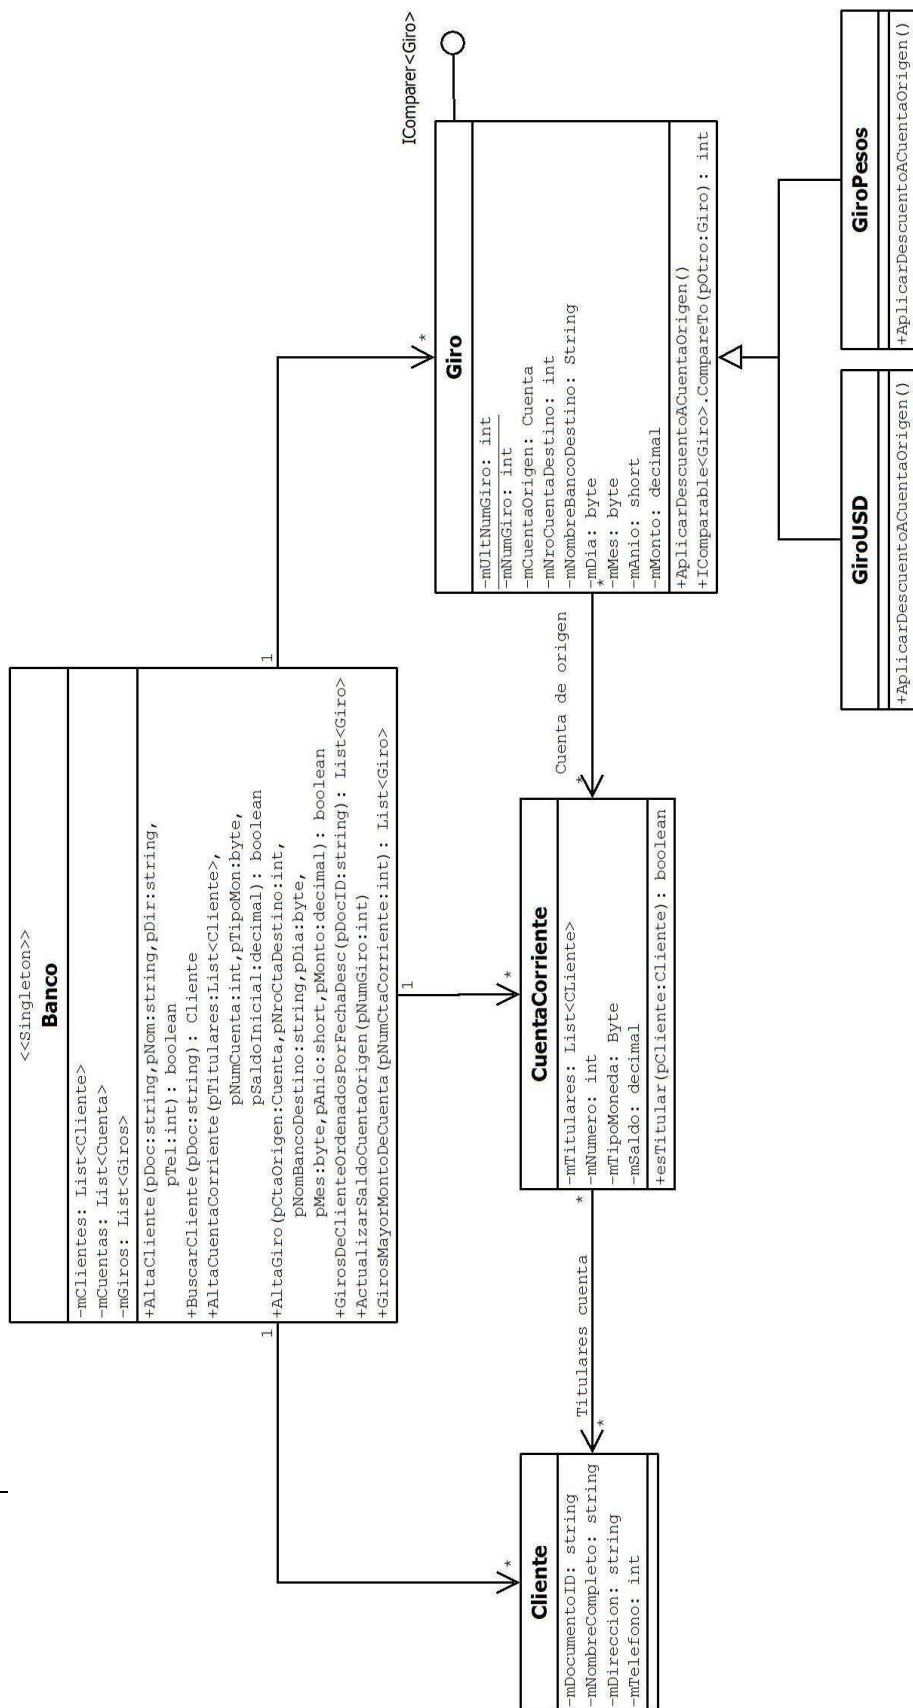 <<Singleton>>
Banco
-mClientes: List<Cliente>
-mCuentas: List<Cuenta>
-mGiros: List<Giros>
+AltaCliente(pDoc:string,pNom:string,pDir:string,
pTel:int): boolean
+BuscarCliente(pDoc:string): Cliente
+AltaCuentaCorriente(pTitulares:List<Cliente>,
pNumCuenta:int,pTipoMon:byte,
pSaldoInicial:decimal): boolean
+AltaGiro(pCtaOrigen:Cuenta,pNroCtaDestino:int,
pNomBancoDestino:string,pDia:byte,
pMes:byte,pAnio:short,pMonto:decimal): boolean
+GirosDeClienteOrdenadosPorFechaDesc(pDocID:string): List<Giro>
+ActualizarSaldoCuentaOrigen(pNumGiro:int)
+GirosMayorMontoDecuenta(pNumCtaCorriente:int): List<Giro>
1
*
1
*
1
*
Cliente
-mDocumentoID: string
-mNombreCompleto: string
-mDireccion: string
-mTelefono: int
Titulares cuenta
*
*
CuentaCorriente
-mTitulares: List<CLiente>
-mNumero: int
-mTipoMoneda: Byte
-mSaldo: decimal
+esTitular(pCliente:Cliente): boolean
Cuenta de origen
*
*
IComparer<Giro>
Giro
-mUltNumGiro: int
-mNumGiro: int
-mCuentaOrigen: Cuenta
-mNroCuentaDestino: int
-mNombreBancoDestino: String
-mDia: byte
-mMes: byte
-mAnio: short
-mMonto: decimal
+AplicarDescuentoACuentaOrigen()
+IComparable<Giro>.CompareTo(pOtro:Giro): int
GiroUSD
+AplicarDescuentoACuentaOrigen()
GiroPesos
+AplicarDescuentoACuentaOrigen()